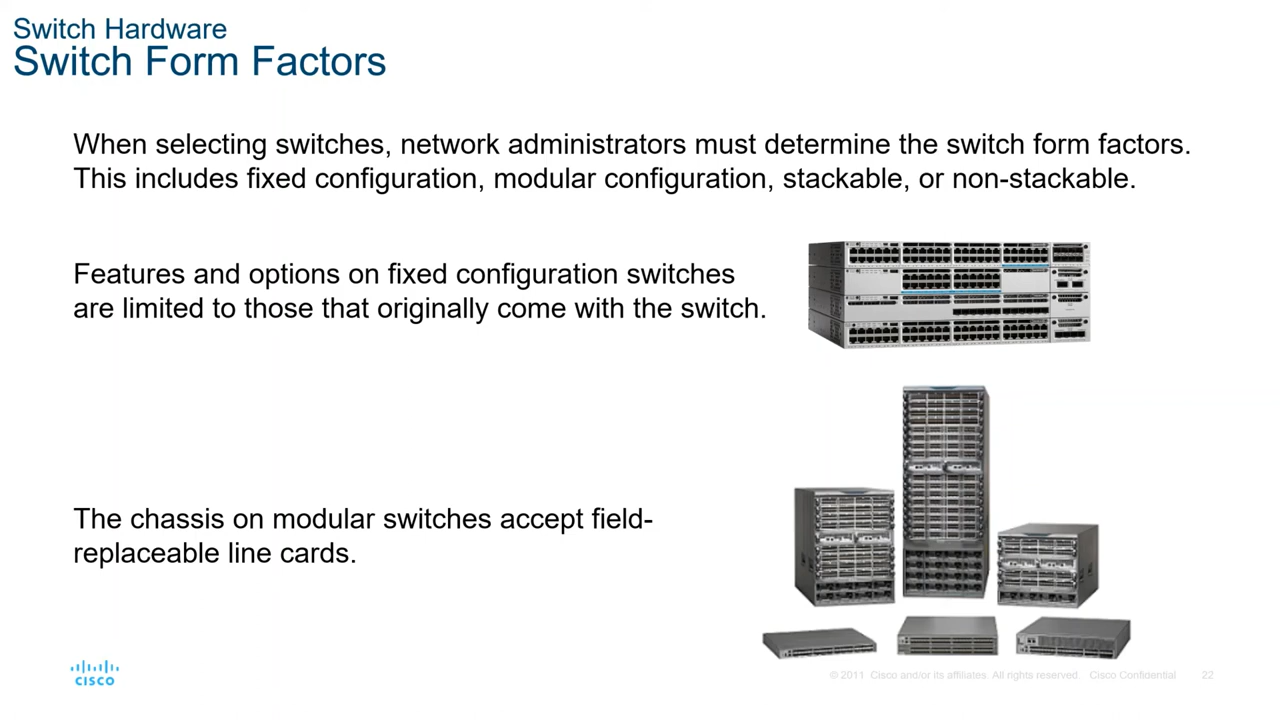 Switch Hardware
Switch Form Factors
When selecting switches, network administrators must determine the switch form factors.
This includes fixed configuration, modular configuration, stackable, or non-stackable.
Features and options on fixed configuration switches
are limited to those that originally come with the switch.
The chassis on modular switches accept field-
replaceable line cards.
CISCO
© 2011 Cisco and/or its affiliates. All rights reserved. Cisco Confidential 22